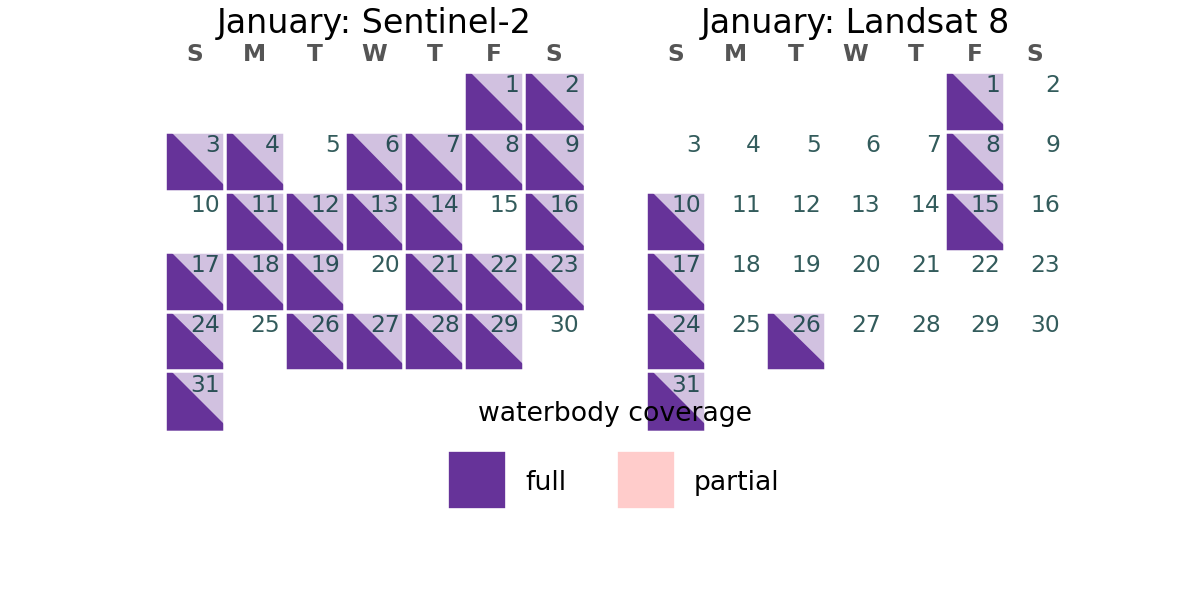 January: Sentinel-2
S M T W T F S
1 2
3 4 5 6 7 8 9
10 11 12 13 14 15 16
17 18 19 20 21 22 23
24 25 26 27 28 29 30
31
January: Landsat 8
S M T W T F S
1 2
3 4 5 6 7 8 9
10 11 12 13 14 15 16
17 18 19 20 21 22 23
24 25 26 27 28 29 30
31
waterbody coverage
full partial